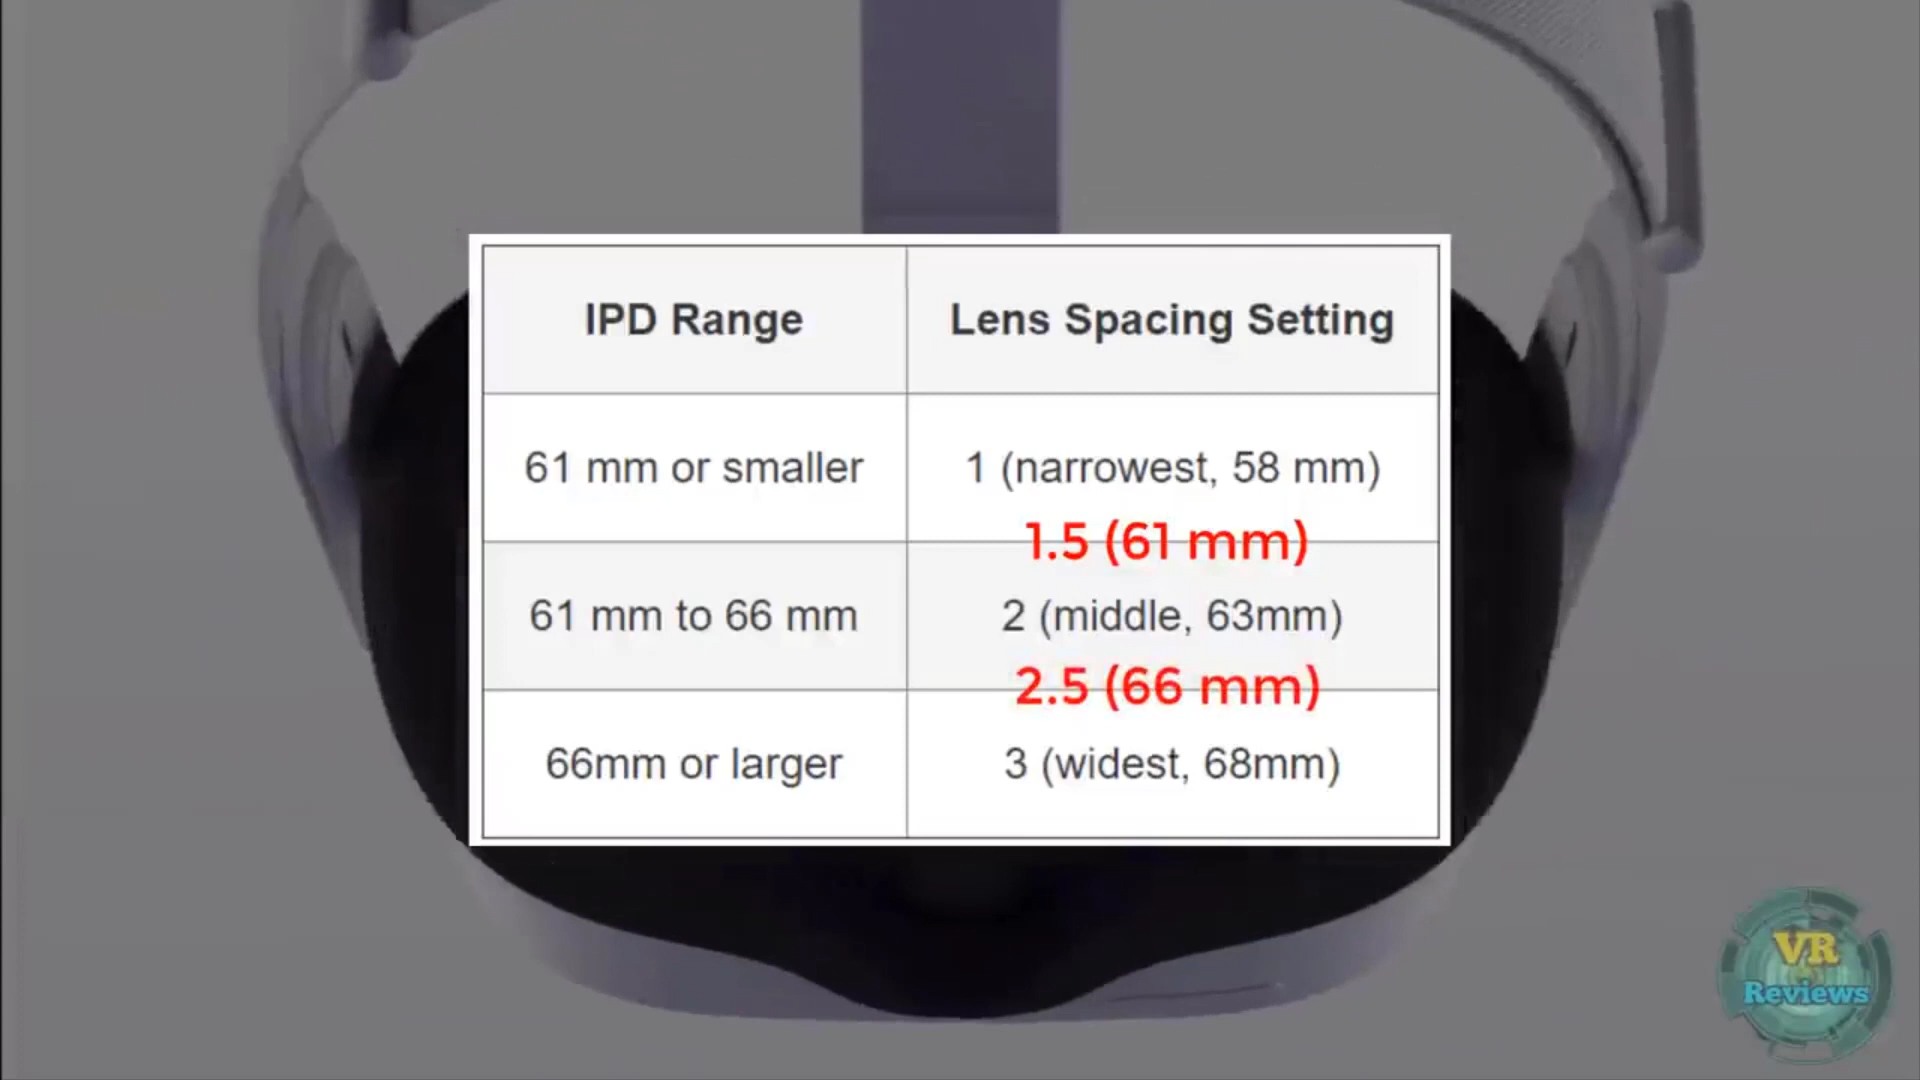 IPD Range
Lens Spacing Setting
61 mm or smaller
1 (narrowest, 58 mm)
1.5 (61 mm)
61 mm to 66 mm
2 (middle, 63mm)
2.5 (66 mm)
66mm or larger
3 (widest, 68mm)
VR
Reviews